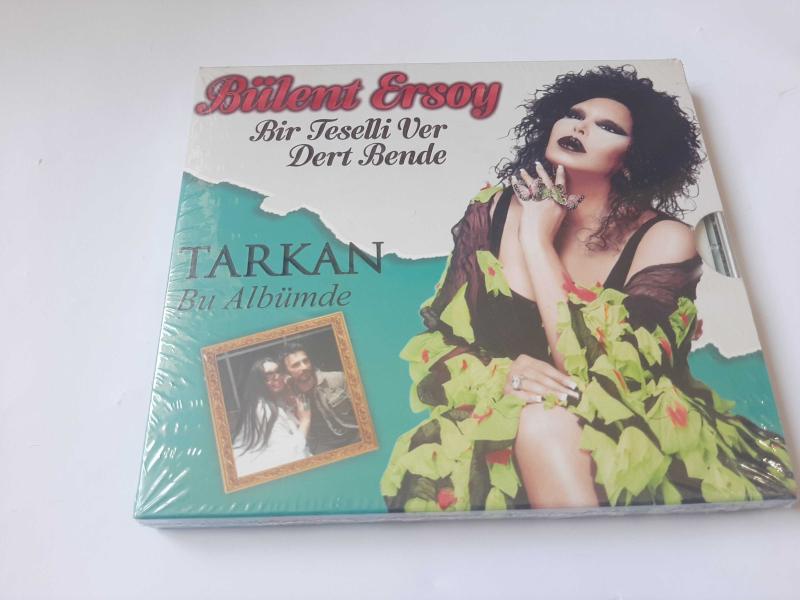 Bülent Ersoy
Bir Teselli Ver
Dert Bende
TARKAN
Bu Albümde